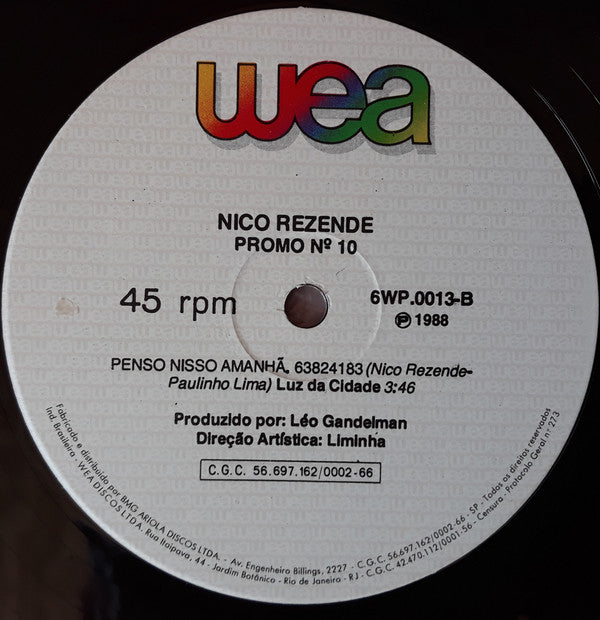 wea
NICO REZENDE
PROMO Nº 10
45 rpm
6WP.0013-B
℗ 1988
PENSO NISSO AMANHÃ, 63824183 (Nico Rezende-
Paulinho Lima) Luz da Cidade 3:46
Produzido por: Léo Gandelman
Direção Artística: Liminha
C.G.C. 56.697.162/0002-66
Fabricado e distribuido por BMG ARIOLA DISCOS LTDA. - Av. Engenheiro Billings, 2227 - C.G.C. 56.697.162/0002-66 - SP - Todos os direitos reservados
Ind. Brasileira - WEA DISCOS LTDA. Rua Itaipava, 44 - Jardim Botânico - Rio de Janeiro - RJ - C.G.C. 42.470.112/0001-56 - Censura - Protocolo Geral nº 273